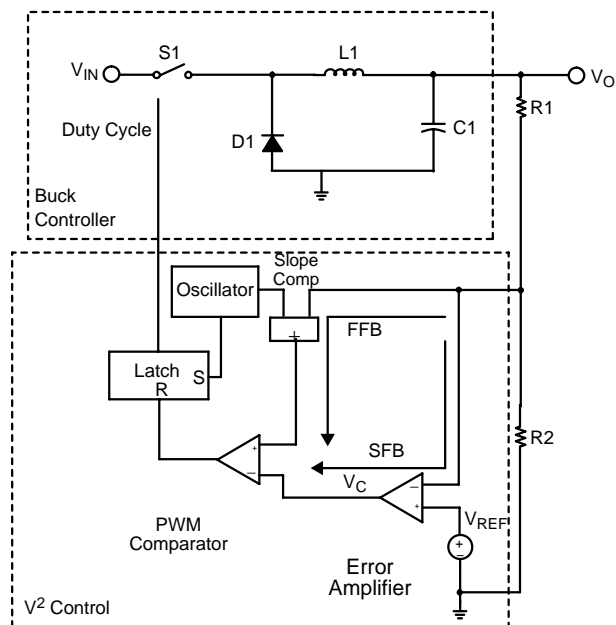 S1
L1
V_IN
V_O
R1
Duty Cycle
D1
C1
Buck
Controller
Slope
Comp
Oscillator
+
FFB
Latch
S
R
R2
+
−
SFB
V_C
−
+
V_REF
PWM
Comparator
+
−
Error
Amplifier
V² Control